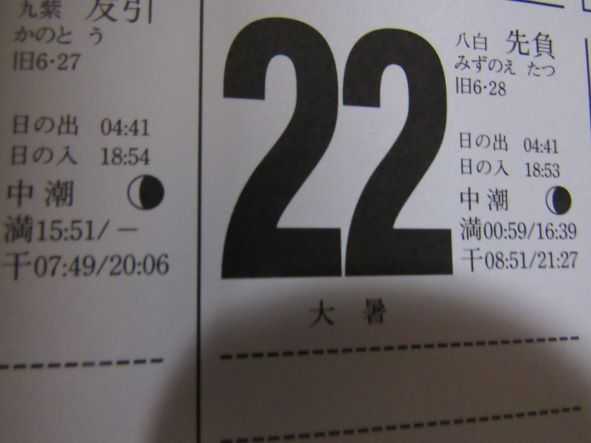 九紫 友引
かのと う
旧6・27
日の出 04:41
日の入 18:54
中潮
満15:51/－
干07:49/20:06
22
八白 先負
みずのえ たつ
旧6・28
日の出 04:41
日の入 18:53
中潮
満00:59/16:39
干08:51/21:27
大暑